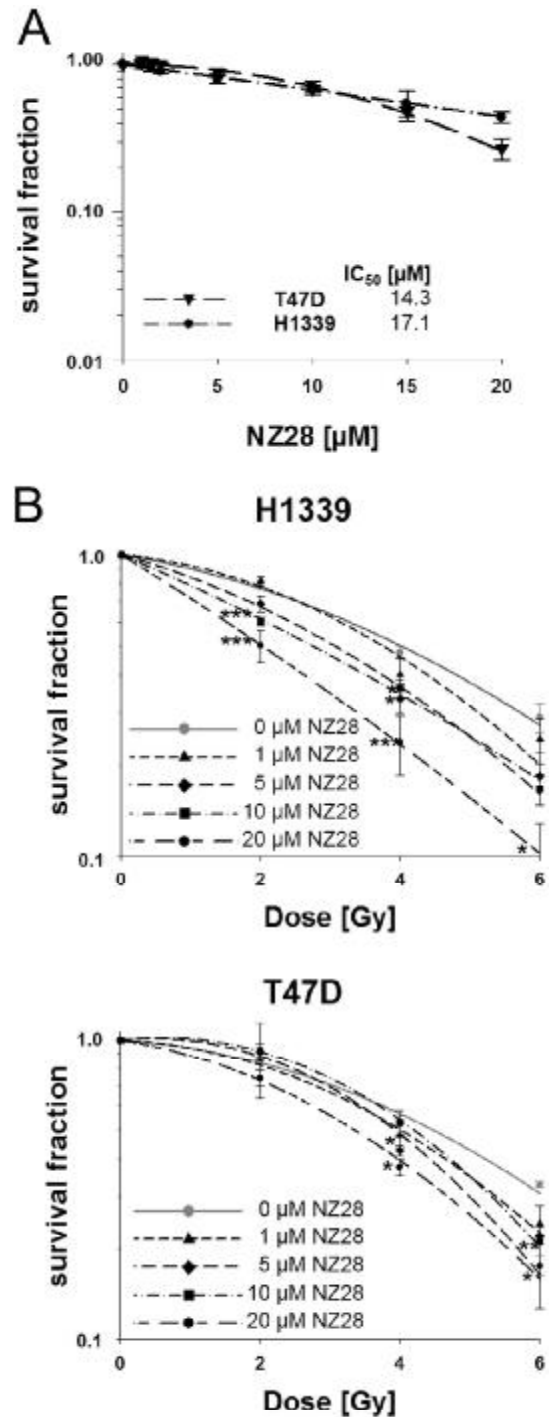 A
survival fraction
1.00
0.10
0.01
IC50 [µM]
T47D 14.3
H1339 17.1
0 5 10 15 20
NZ28 [µM]
B
H1339
survival fraction
1.0
***
***
*
*
***
*
0 µM NZ28
1 µM NZ28
5 µM NZ28
10 µM NZ28
20 µM NZ28
0.1
0 2 4 6
Dose [Gy]
T47D
survival fraction
1.0
*
*
**
*
0 µM NZ28
1 µM NZ28
5 µM NZ28
10 µM NZ28
20 µM NZ28
0.1
0 2 4 6
Dose [Gy]